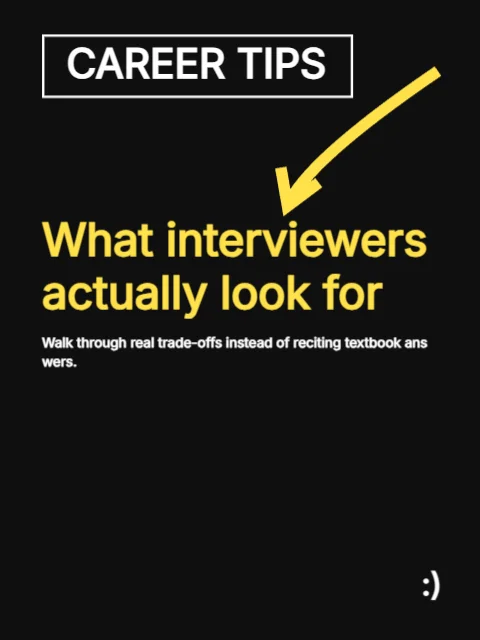 CAREER TIPS
What interviewers
actually look for
Walk through real trade-offs instead of reciting textbook ans
wers.
:)